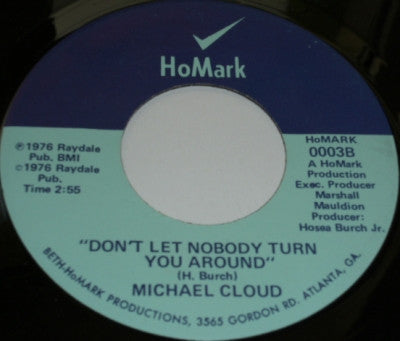 HoMark
℗1976 Raydale
Pub. BMI
©1976 Raydale
Pub.
Time 2:55
HoMARK
0003B
A HoMark
Production
Exec. Producer
Marshall
Mauldion
Producer:
Hosea Burch Jr.
"DON'T LET NOBODY TURN
YOU AROUND"
(H. Burch)
MICHAEL CLOUD
BETH-HoMARK PRODUCTIONS, 3565 GORDON RD. ATLANTA, GA.